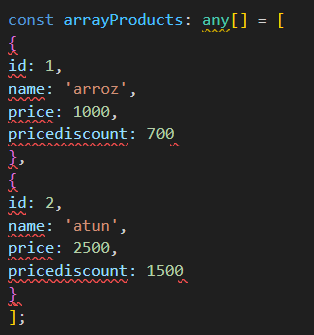 const arrayProducts: any[] = [
{
id: 1,
name: 'arroz',
price: 1000,
pricediscount: 700
},
{
id: 2,
name: 'atun',
price: 2500,
pricediscount: 1500
}
];